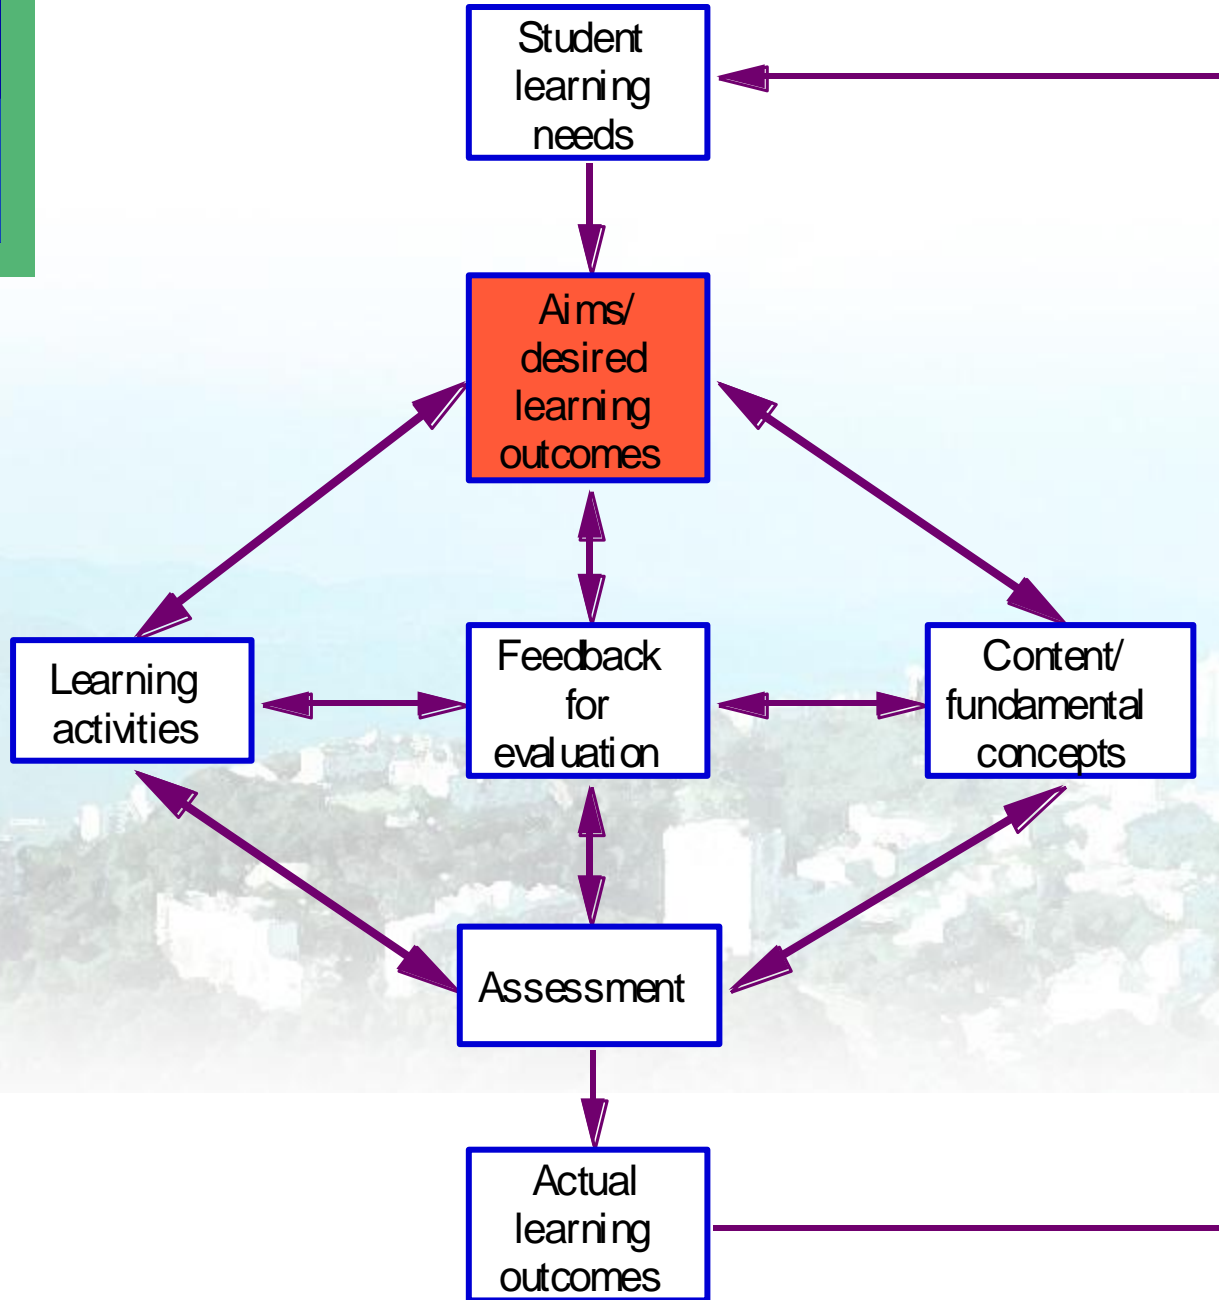 Student
learning
needs
Aims/
desired
learning
outcomes
Learning
activities
Feedback
for
evaluation
Content/
fundamental
concepts
Assessment
Actual
learning
outcomes